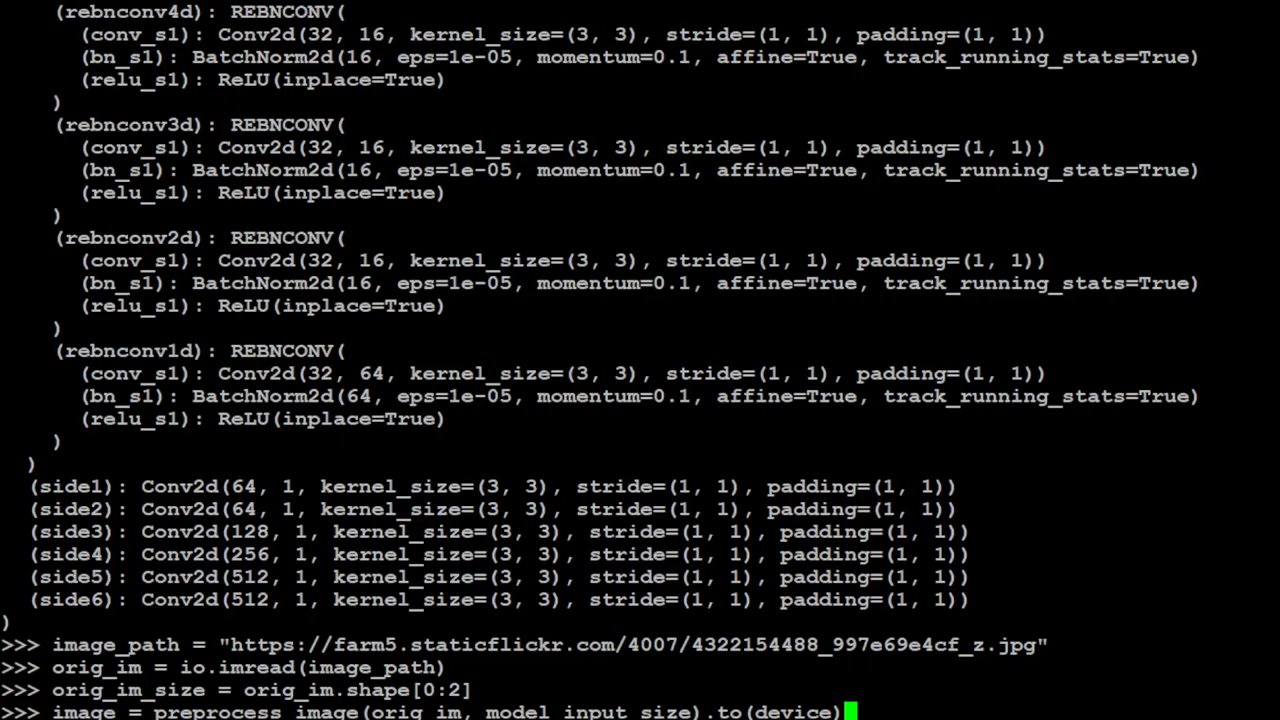 (rebnconv4d): REBNCONV(
(conv_s1): Conv2d(32, 16, kernel_size=(3, 3), stride=(1, 1), padding=(1, 1))
(bn_s1): BatchNorm2d(16, eps=1e-05, momentum=0.1, affine=True, track_running_stats=True)
(relu_s1): ReLU(inplace=True)
)
(rebnconv3d): REBNCONV(
(conv_s1): Conv2d(32, 16, kernel_size=(3, 3), stride=(1, 1), padding=(1, 1))
(bn_s1): BatchNorm2d(16, eps=1e-05, momentum=0.1, affine=True, track_running_stats=True)
(relu_s1): ReLU(inplace=True)
)
(rebnconv2d): REBNCONV(
(conv_s1): Conv2d(32, 16, kernel_size=(3, 3), stride=(1, 1), padding=(1, 1))
(bn_s1): BatchNorm2d(16, eps=1e-05, momentum=0.1, affine=True, track_running_stats=True)
(relu_s1): ReLU(inplace=True)
)
(rebnconv1d): REBNCONV(
(conv_s1): Conv2d(32, 64, kernel_size=(3, 3), stride=(1, 1), padding=(1, 1))
(bn_s1): BatchNorm2d(64, eps=1e-05, momentum=0.1, affine=True, track_running_stats=True)
(relu_s1): ReLU(inplace=True)
)
)
(side1): Conv2d(64, 1, kernel_size=(3, 3), stride=(1, 1), padding=(1, 1))
(side2): Conv2d(64, 1, kernel_size=(3, 3), stride=(1, 1), padding=(1, 1))
(side3): Conv2d(128, 1, kernel_size=(3, 3), stride=(1, 1), padding=(1, 1))
(side4): Conv2d(256, 1, kernel_size=(3, 3), stride=(1, 1), padding=(1, 1))
(side5): Conv2d(512, 1, kernel_size=(3, 3), stride=(1, 1), padding=(1, 1))
(side6): Conv2d(512, 1, kernel_size=(3, 3), stride=(1, 1), padding=(1, 1))
)
>>> image_path = "https://farm5.staticflickr.com/4007/4322154488_997e69e4cf_z.jpg"
>>> orig_im = io.imread(image_path)
>>> orig_im_size = orig_im.shape[0:2]
>>> image = preprocess_image(orig_im, model_input_size).to(device)